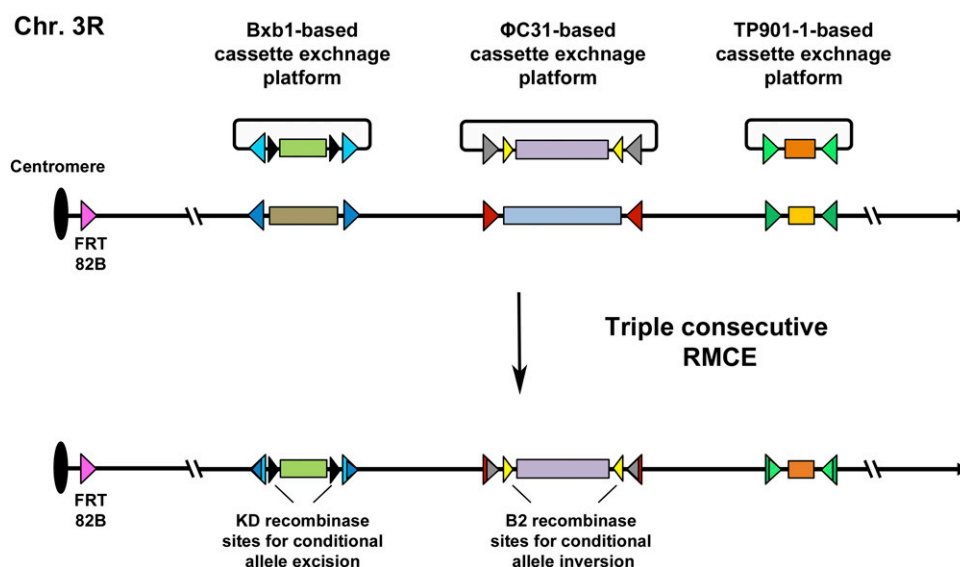 Chr. 3R
Bxb1-based
cassette exchnage
platform
ΦC31-based
cassette exchnage
platform
TP901-1-based
cassette exchnage
platform
Centromere
FRT
82B
Triple consecutive
RMCE
FRT
82B
KD recombinase
sites for conditional
allele excision
B2 recombinase
sites for conditional
allele inversion